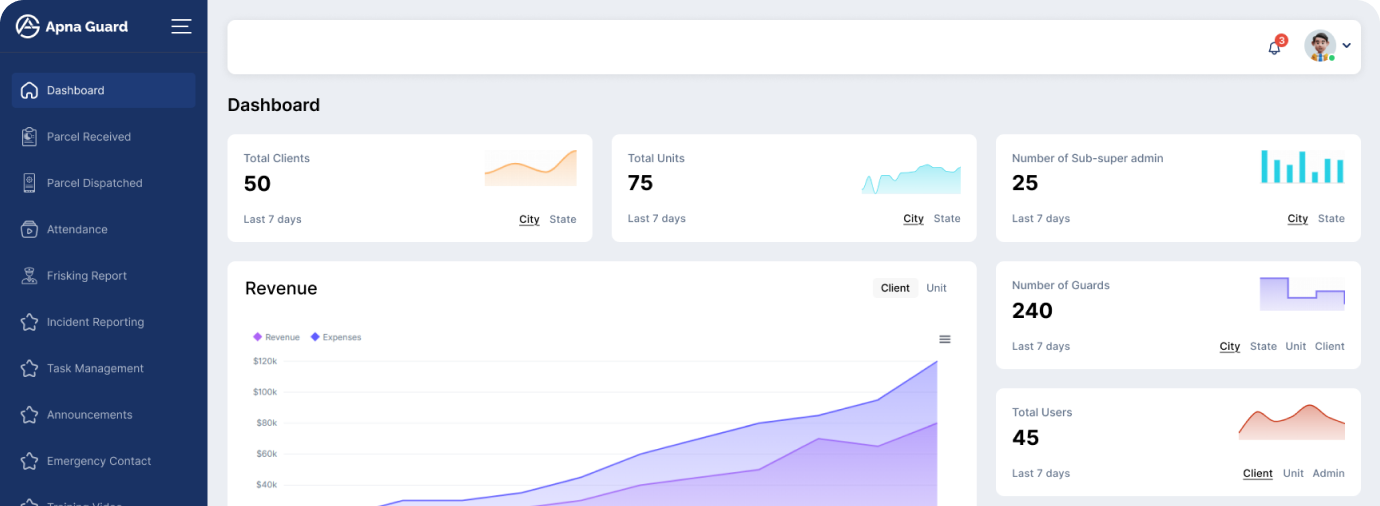 Apna Guard
3
Dashboard
Parcel Received
Parcel Dispatched
Attendance
Frisking Report
Incident Reporting
Task Management
Announcements
Emergency Contact
Training Video
Dashboard
Total Clients
50
Last 7 days City State
Total Units
75
Last 7 days City State
Number of Sub-super admin
25
Last 7 days City State
Revenue
Client Unit
Revenue Expenses
$120k
$100k
$80k
$60k
$40k
Number of Guards
240
Last 7 days City State Unit Client
Total Users
45
Last 7 days Client Unit Admin